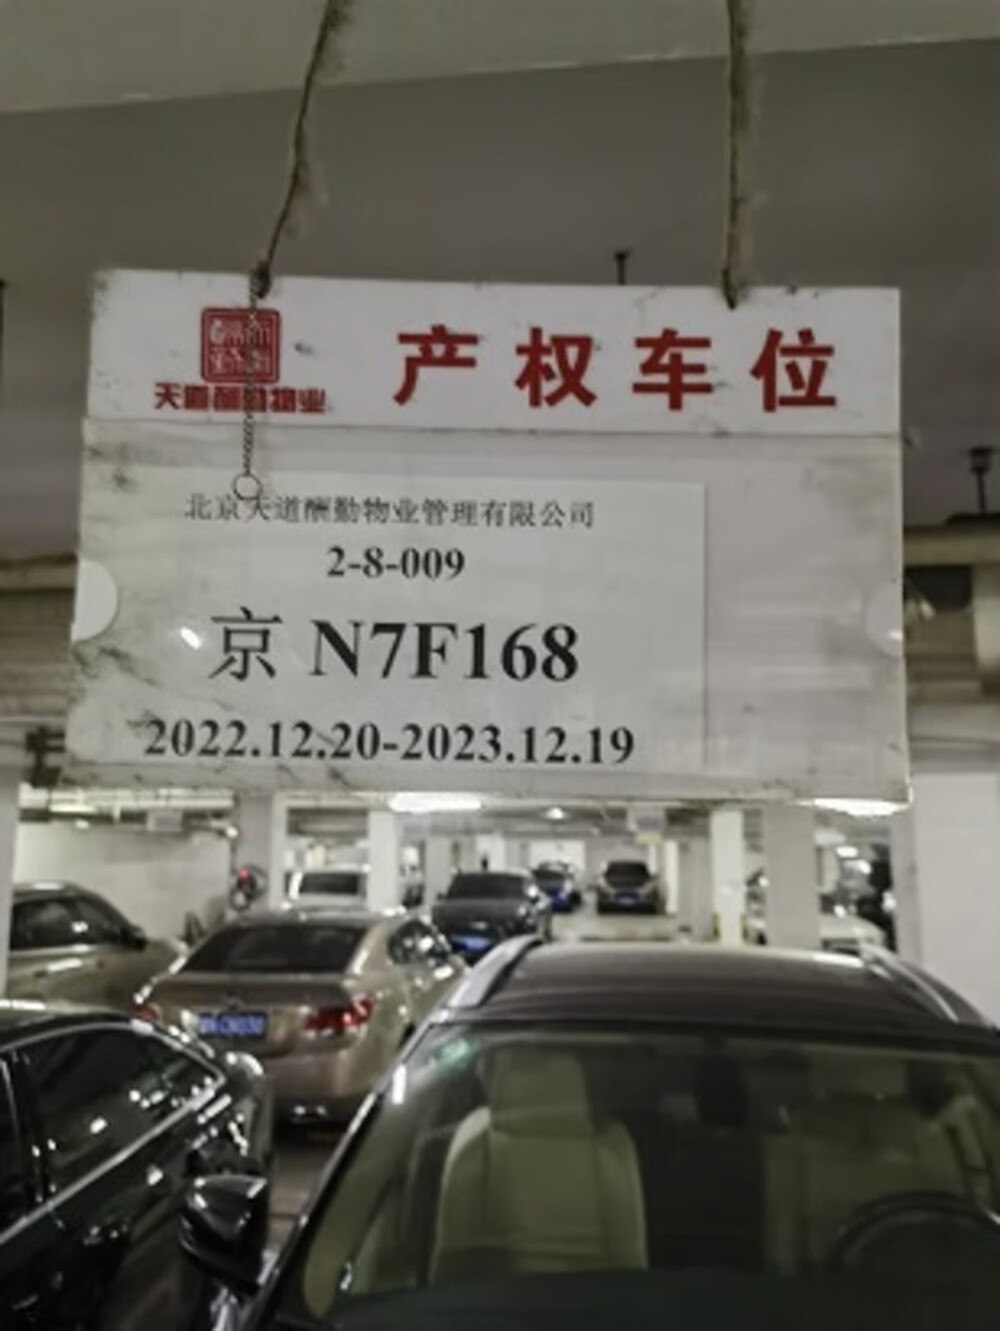 产权车位
天道酬勤物业
北京天道酬勤物业管理有限公司
2-8-009
京 N7F168
2022.12.20-2023.12.19